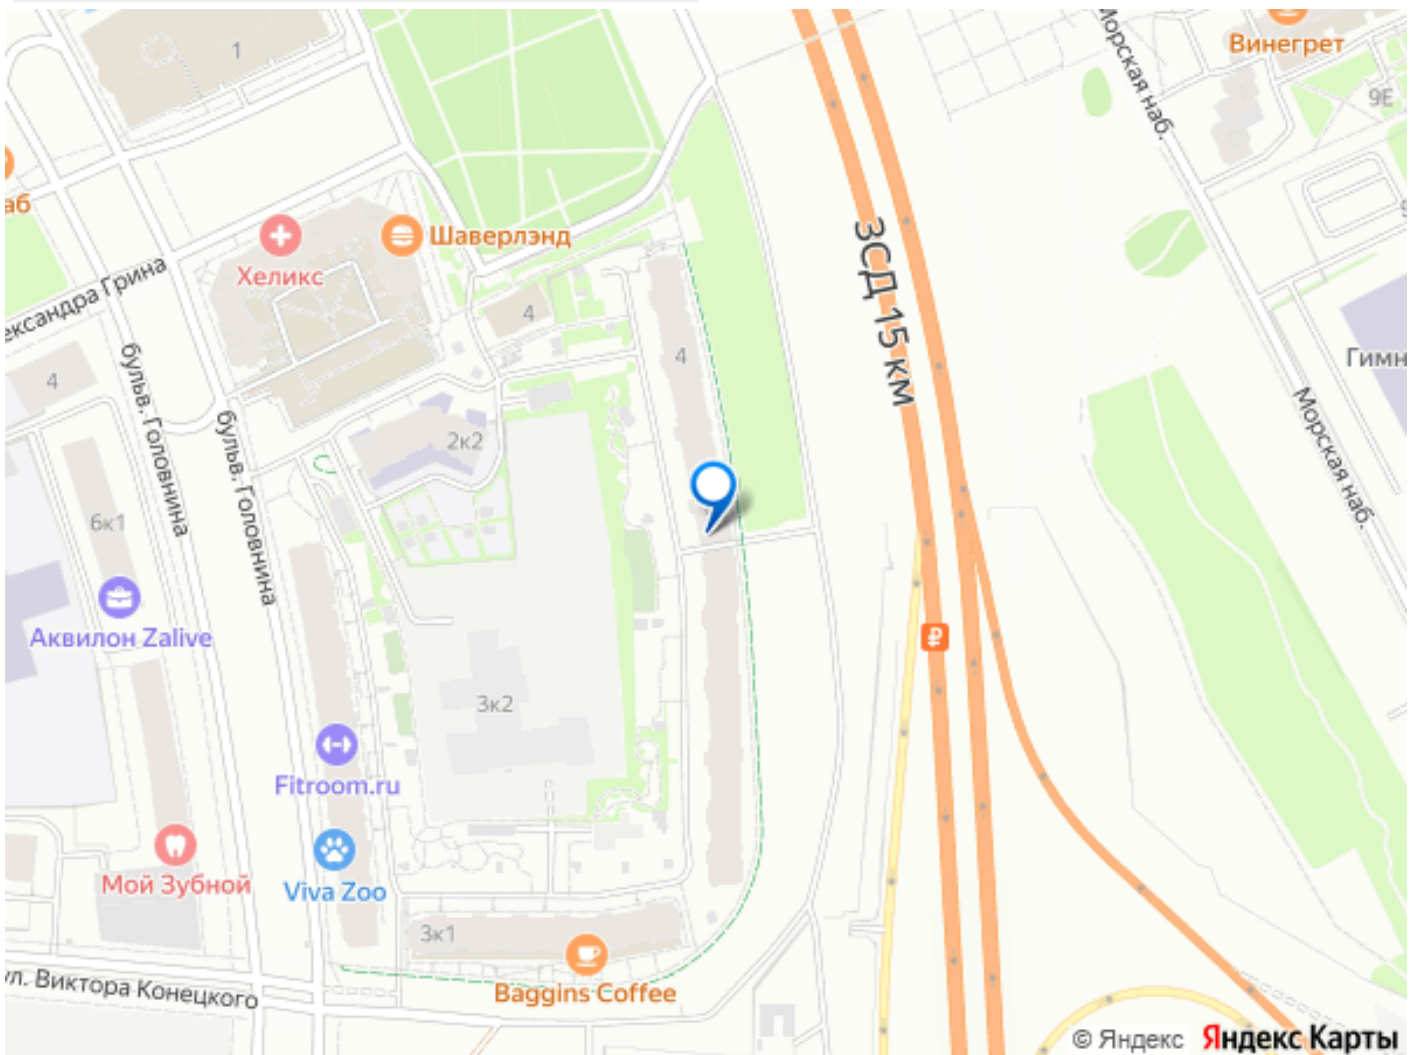 1
Винегрет
Морская наб.
9Е
аб
Хеликс
Шаверлэнд
ександра Грина
4
4
4
ЗСД 15 км
Гимн
Морская наб.
бульв. Головнина
бульв. Головнина
2к2
6к1
Аквилон Zalive
₽
3к2
Fitroom.ru
Мой Зубной
Viva Zoo
3к1
Baggins Coffee
ул. Виктора Конецкого
© Яндекс Яндекс Карты